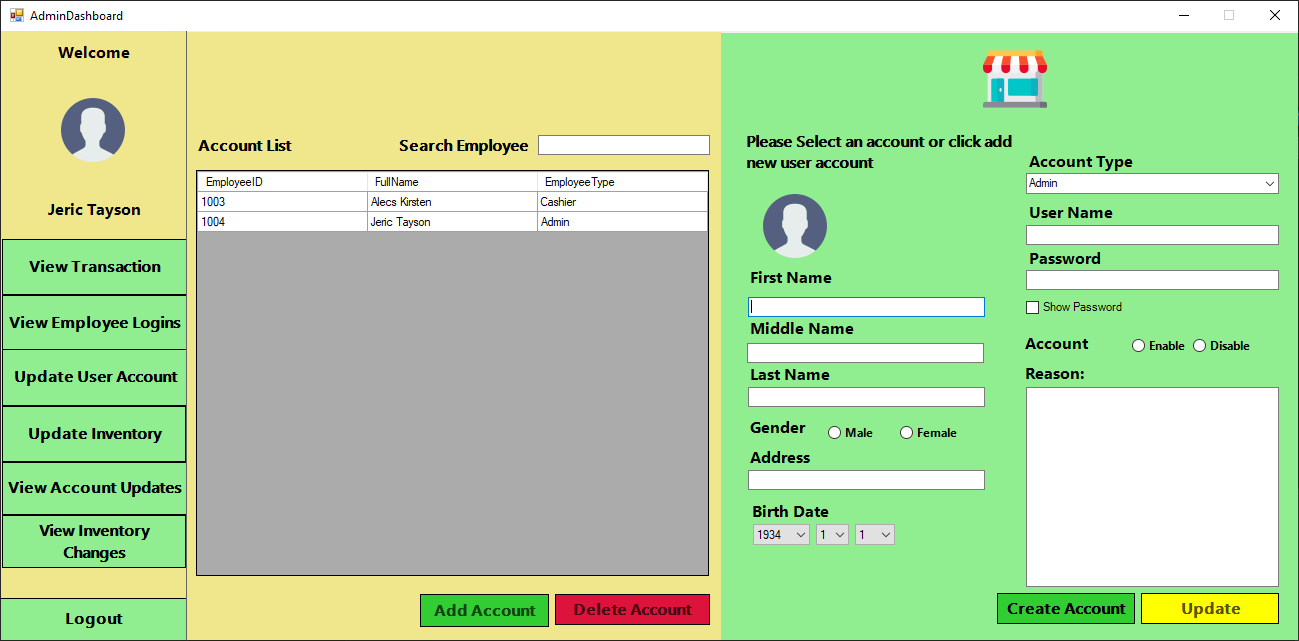 AdminDashboard
Welcome
Jeric Tayson
View Transaction
View Employee Logins
Update User Account
Update Inventory
View Account Updates
View Inventory
Changes
Logout
Account List
Search Employee
EmployeeID FullName EmployeeType
1003 Alecs Kirsten Cashier
1004 Jeric Tayson Admin
Add Account
Delete Account
Please Select an account or click add
new user account
First Name
Middle Name
Last Name
Gender
Male
Female
Address
Birth Date
1934 1 1
Account Type
Admin
User Name
Password
Show Password
Account
Enable
Disable
Reason:
Create Account
Update